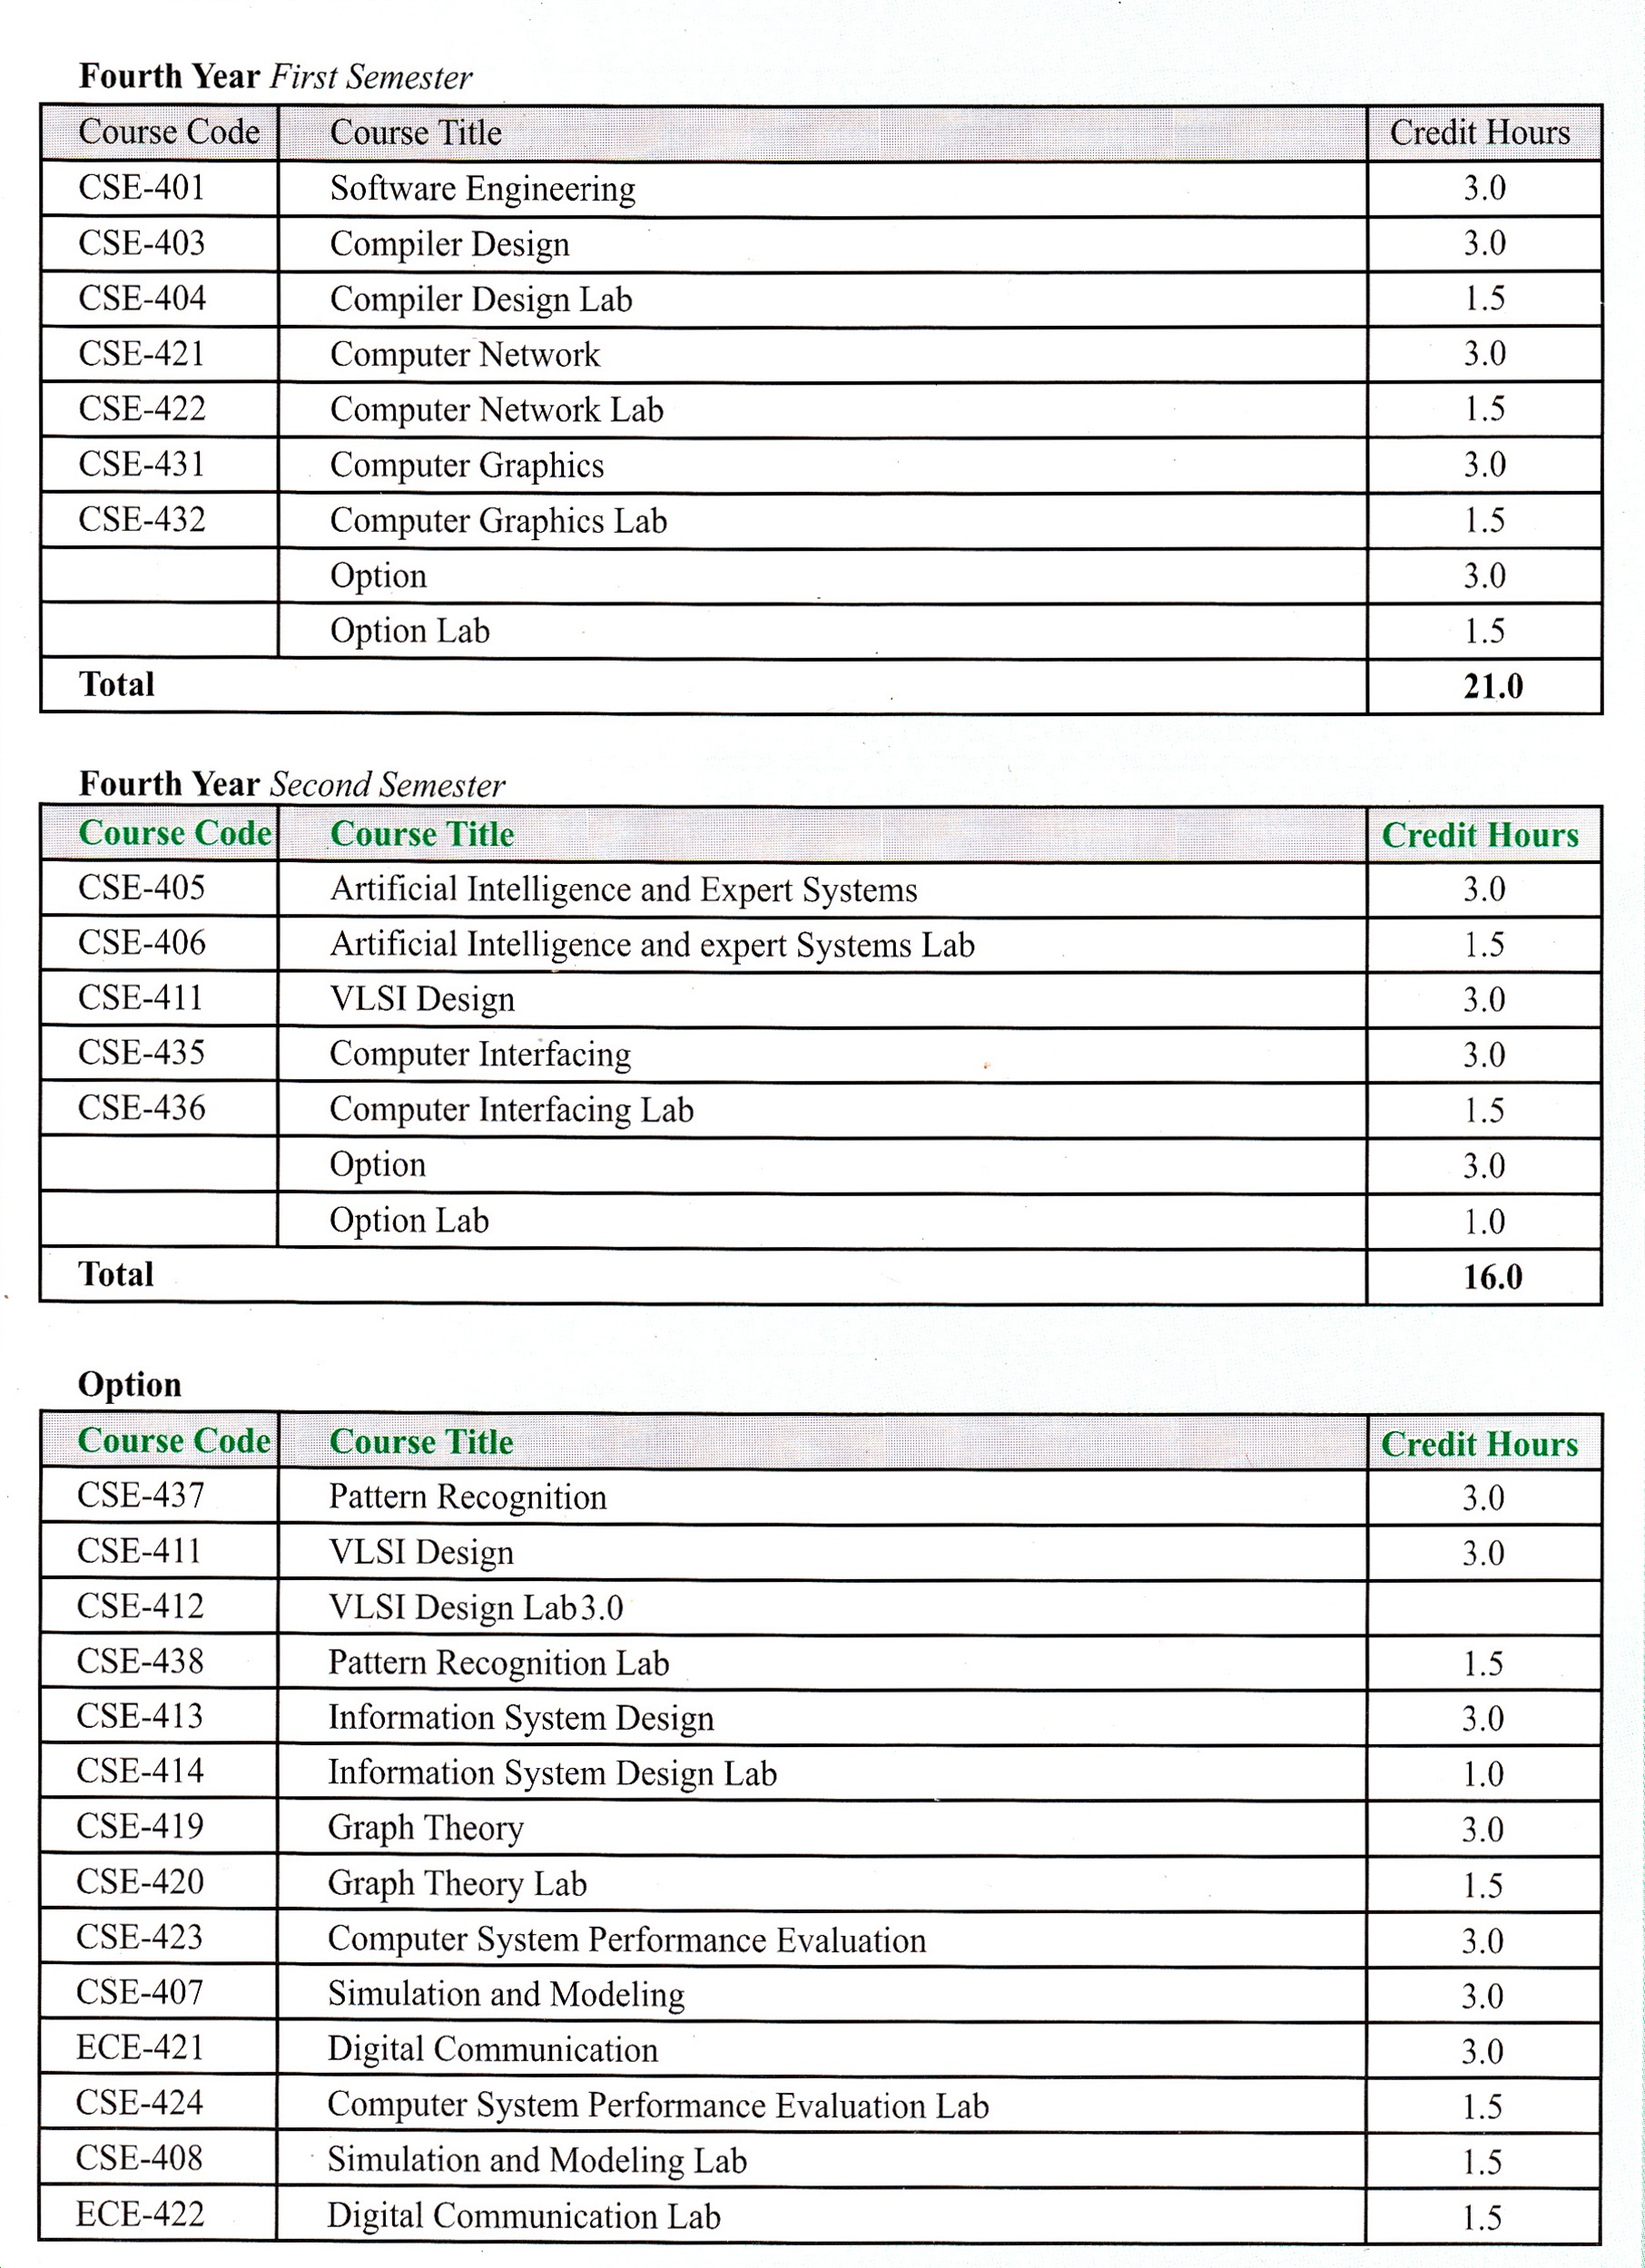 Fourth Year First Semester
Course Code Course Title Credit Hours
CSE-401 Software Engineering 3.0
CSE-403 Compiler Design 3.0
CSE-404 Compiler Design Lab 1.5
CSE-421 Computer Network 3.0
CSE-422 Computer Network Lab 1.5
CSE-431 Computer Graphics 3.0
CSE-432 Computer Graphics Lab 1.5
Option 3.0
Option Lab 1.5
Total 21.0
Fourth Year Second Semester
Course Code Course Title Credit Hours
CSE-405 Artificial Intelligence and Expert Systems 3.0
CSE-406 Artificial Intelligence and expert Systems Lab 1.5
CSE-411 VLSI Design 3.0
CSE-435 Computer Interfacing 3.0
CSE-436 Computer Interfacing Lab 1.5
Option 3.0
Option Lab 1.0
Total 16.0
Option
Course Code Course Title Credit Hours
CSE-437 Pattern Recognition 3.0
CSE-411 VLSI Design 3.0
CSE-412 VLSI Design Lab3.0
CSE-438 Pattern Recognition Lab 1.5
CSE-413 Information System Design 3.0
CSE-414 Information System Design Lab 1.0
CSE-419 Graph Theory 3.0
CSE-420 Graph Theory Lab 1.5
CSE-423 Computer System Performance Evaluation 3.0
CSE-407 Simulation and Modeling 3.0
ECE-421 Digital Communication 3.0
CSE-424 Computer System Performance Evaluation Lab 1.5
CSE-408 Simulation and Modeling Lab 1.5
ECE-422 Digital Communication Lab 1.5